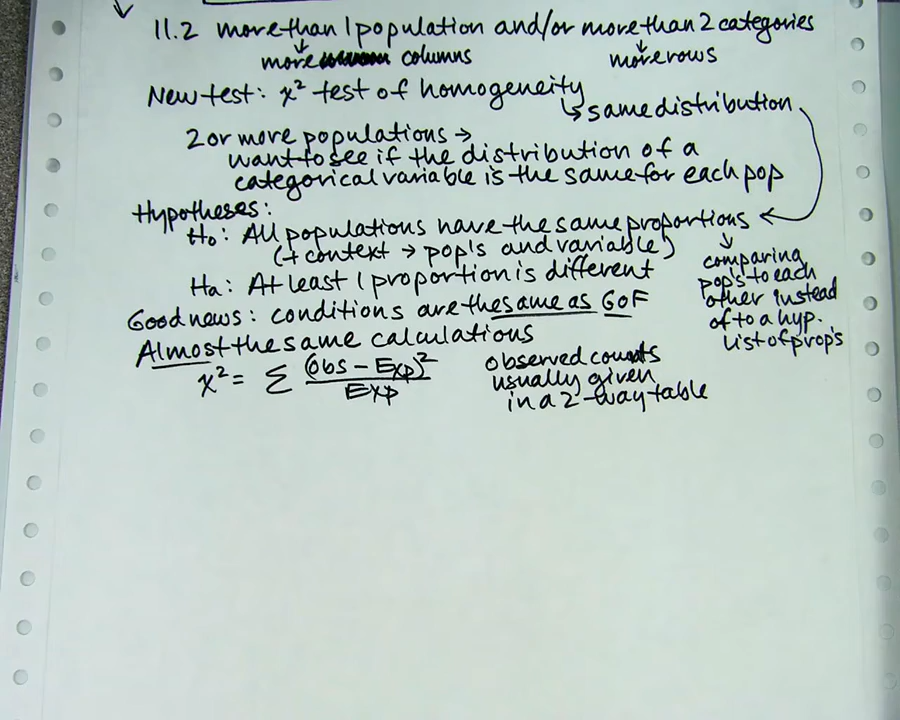 11.2 more than 1 population and/or more than 2 categories
more columns
more rows
New test: χ² test of homogeneity
↳ same distribution
2 or more populations →
want to see if the distribution of a
categorical variable is the same for each pop
Hypotheses:
Ho: All populations have the same proportions
(+ context → pop's and variable)
Ha: At least 1 proportion is different
comparing
pop's to each
other instead
of to a hyp.
list of prop's
Good news: conditions are the same as GoF
Almost the same calculations
χ² = Σ (Obs - Exp)² / Exp
observed counts
usually given
in a 2-way table